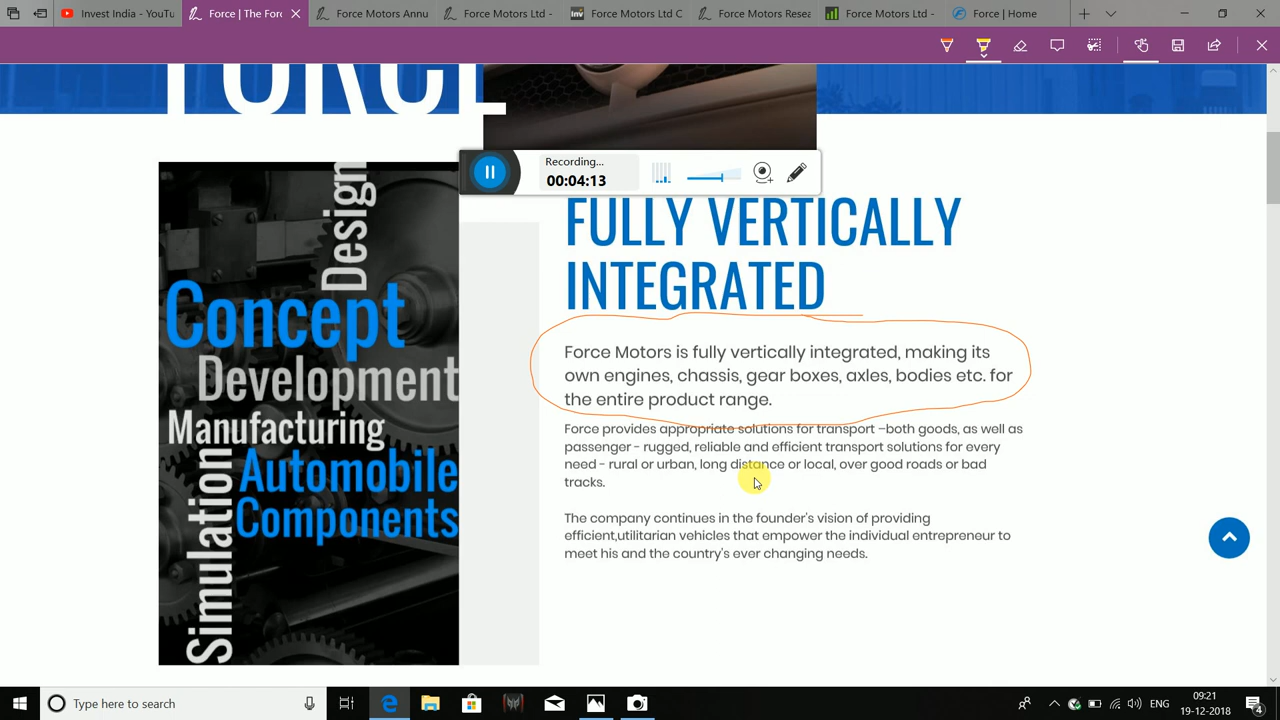 Invest India - YouTu
Force | The Forc
Force Motors Annu
Force Motors Ltd -
Inv
Force Motors Ltd C
Force Motors Resea
Force Motors Ltd -
Force | Home
FORCE
Recording...
00:04:13
FULLY VERTICALLY
INTEGRATED
Force Motors is fully vertically integrated, making its
own engines, chassis, gear boxes, axles, bodies etc. for
the entire product range.
Force provides appropriate solutions for transport –both goods, as well as
passenger - rugged, reliable and efficient transport solutions for every
need - rural or urban, long distance or local, over good roads or bad
tracks.
The company continues in the founder's vision of providing
efficient,utilitarian vehicles that empower the individual entrepreneur to
meet his and the country's ever changing needs.
Design
Concept
Development
Manufacturing
Automobile
Components
Simulation
Type here to search
ENG
09:21
19-12-2018
4